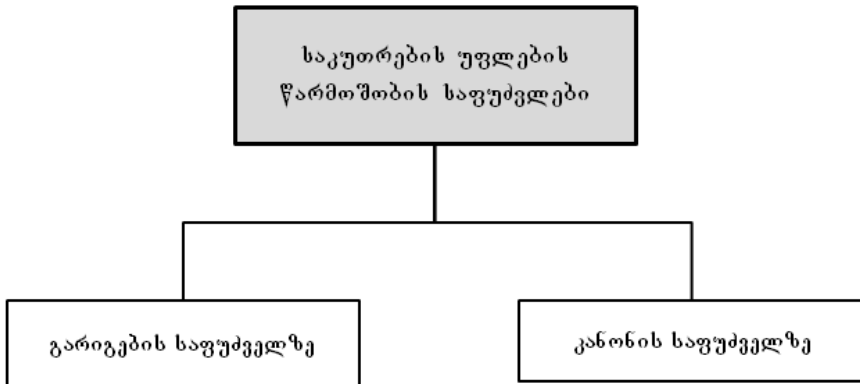 საკუთრების უფლების
წარმოშობის საფუძვლები
გარიგების საფუძველზე
კანონის საფუძველზე